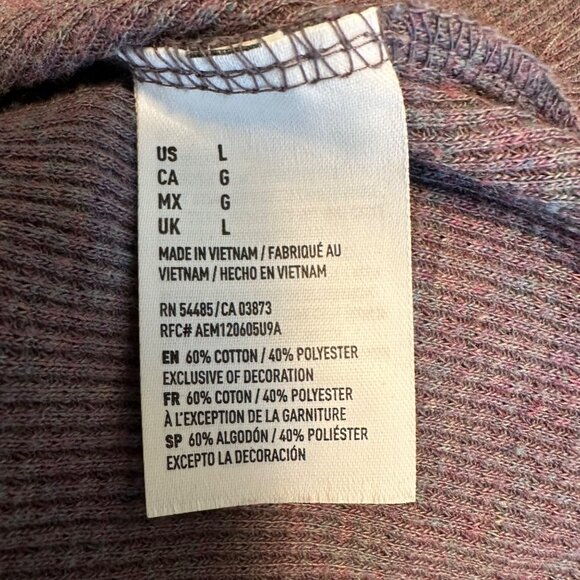 US L
CA G
MX G
UK L
MADE IN VIETNAM / FABRIQUÉ AU
VIETNAM / HECHO EN VIETNAM
RN 54485/CA 03873
RFC# AEM120605U9A
EN 60% COTTON / 40% POLYESTER
EXCLUSIVE OF DECORATION
FR 60% COTON / 40% POLYESTER
À L'EXCEPTION DE LA GARNITURE
SP 60% ALGODÓN / 40% POLIÉSTER
EXCEPTO LA DECORACIÓN